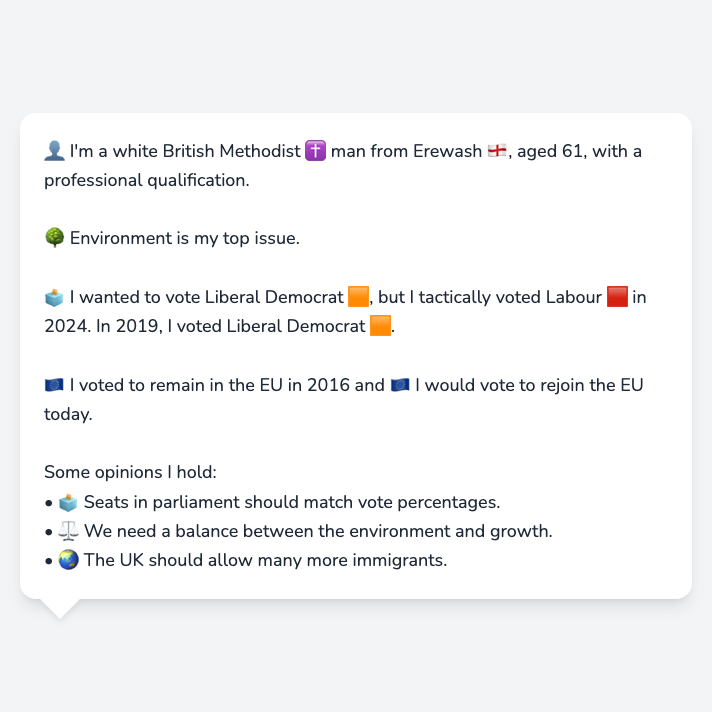 👤 I'm a white British Methodist ✝️ man from Erewash 🏴󠁧󠁢󠁥󠁮󠁧󠁿, aged 61, with a
professional qualification.
🌳 Environment is my top issue.
🗳️ I wanted to vote Liberal Democrat 🟧, but I tactically voted Labour 🟥 in
2024. In 2019, I voted Liberal Democrat 🟧.
🇪🇺 I voted to remain in the EU in 2016 and 🇪🇺 I would vote to rejoin the EU
today.
Some opinions I hold:
• 🗳️ Seats in parliament should match vote percentages.
• ⚖️ We need a balance between the environment and growth.
• 🌏 The UK should allow many more immigrants.